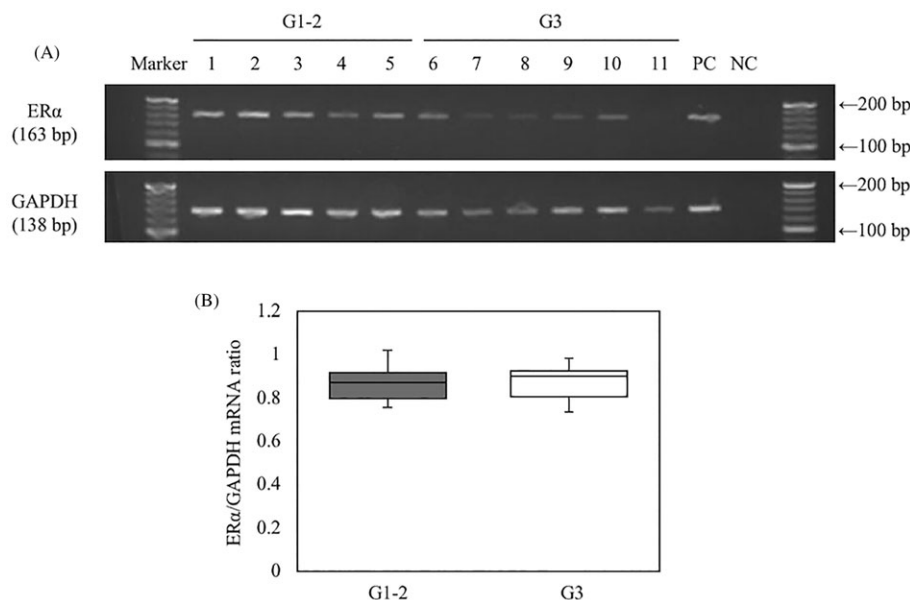 G1-2 G3
(A)
Marker 1 2 3 4 5 6 7 8 9 10 11 PC NC
ERα
(163 bp)
←200 bp
←100 bp
GAPDH
(138 bp)
←200 bp
←100 bp
(B)
ERα/GAPDH mRNA ratio
1.2
1
0.8
0.6
0.4
0.2
0
G1-2 G3